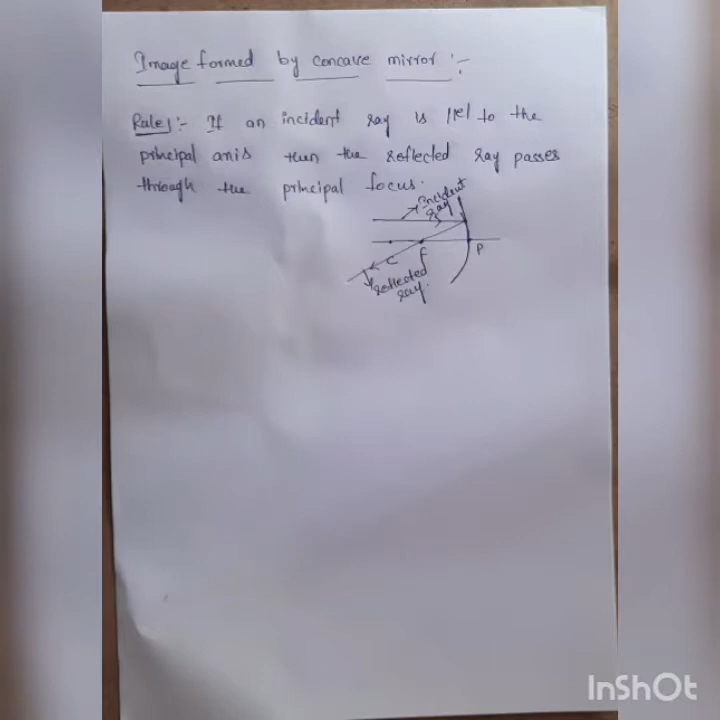 Image formed by concave mirror :-
Rules :- If an incident ray is ||el to the
principal axis then the reflected ray passes
through the principal focus.
incident
ray
C
F
P
reflected
ray.
InShOt